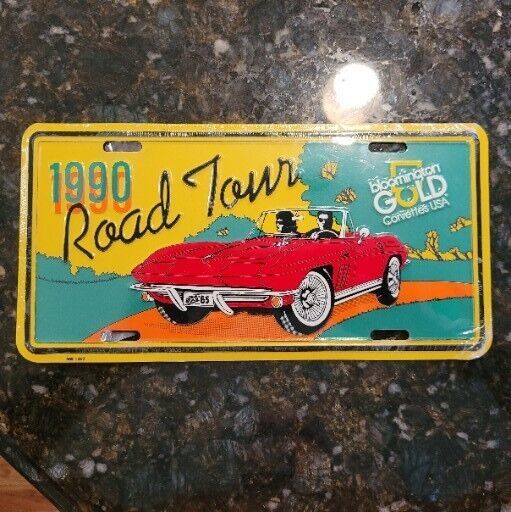 1990
Road Tour
Bloomington
GOLD
Corvettes USA